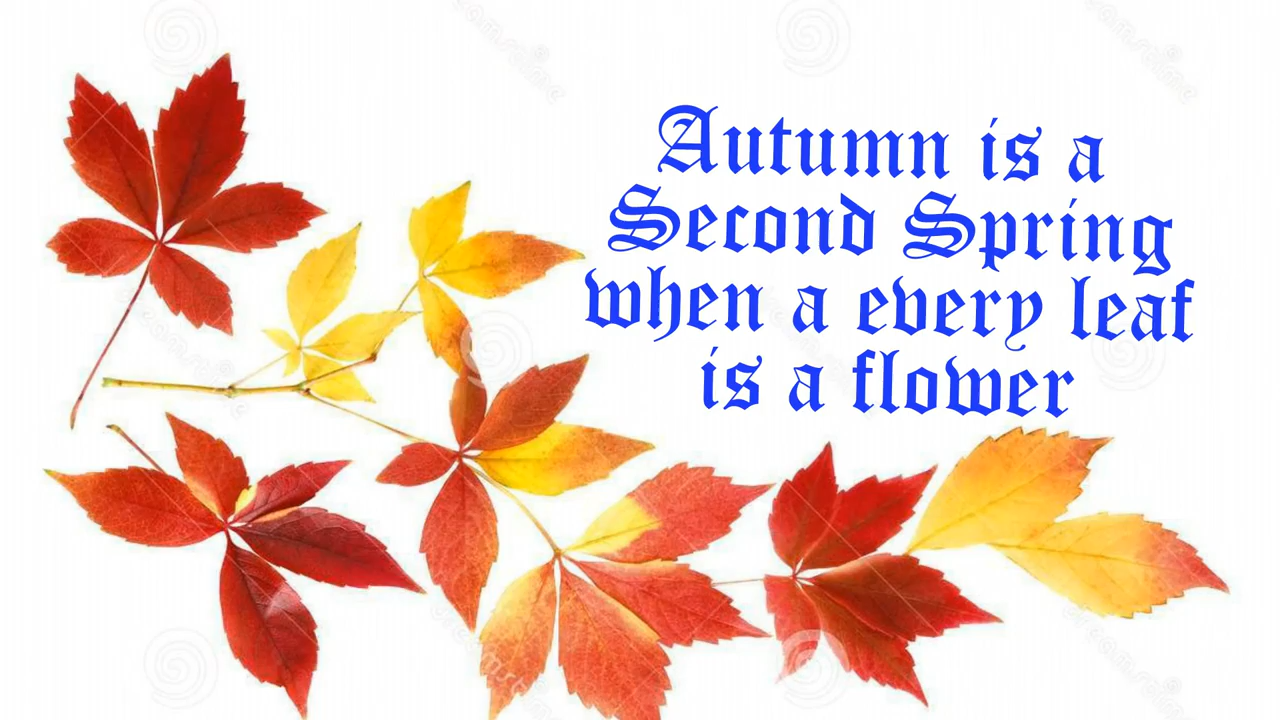 Autumn is a
Second Spring
when a every leaf
is a flower